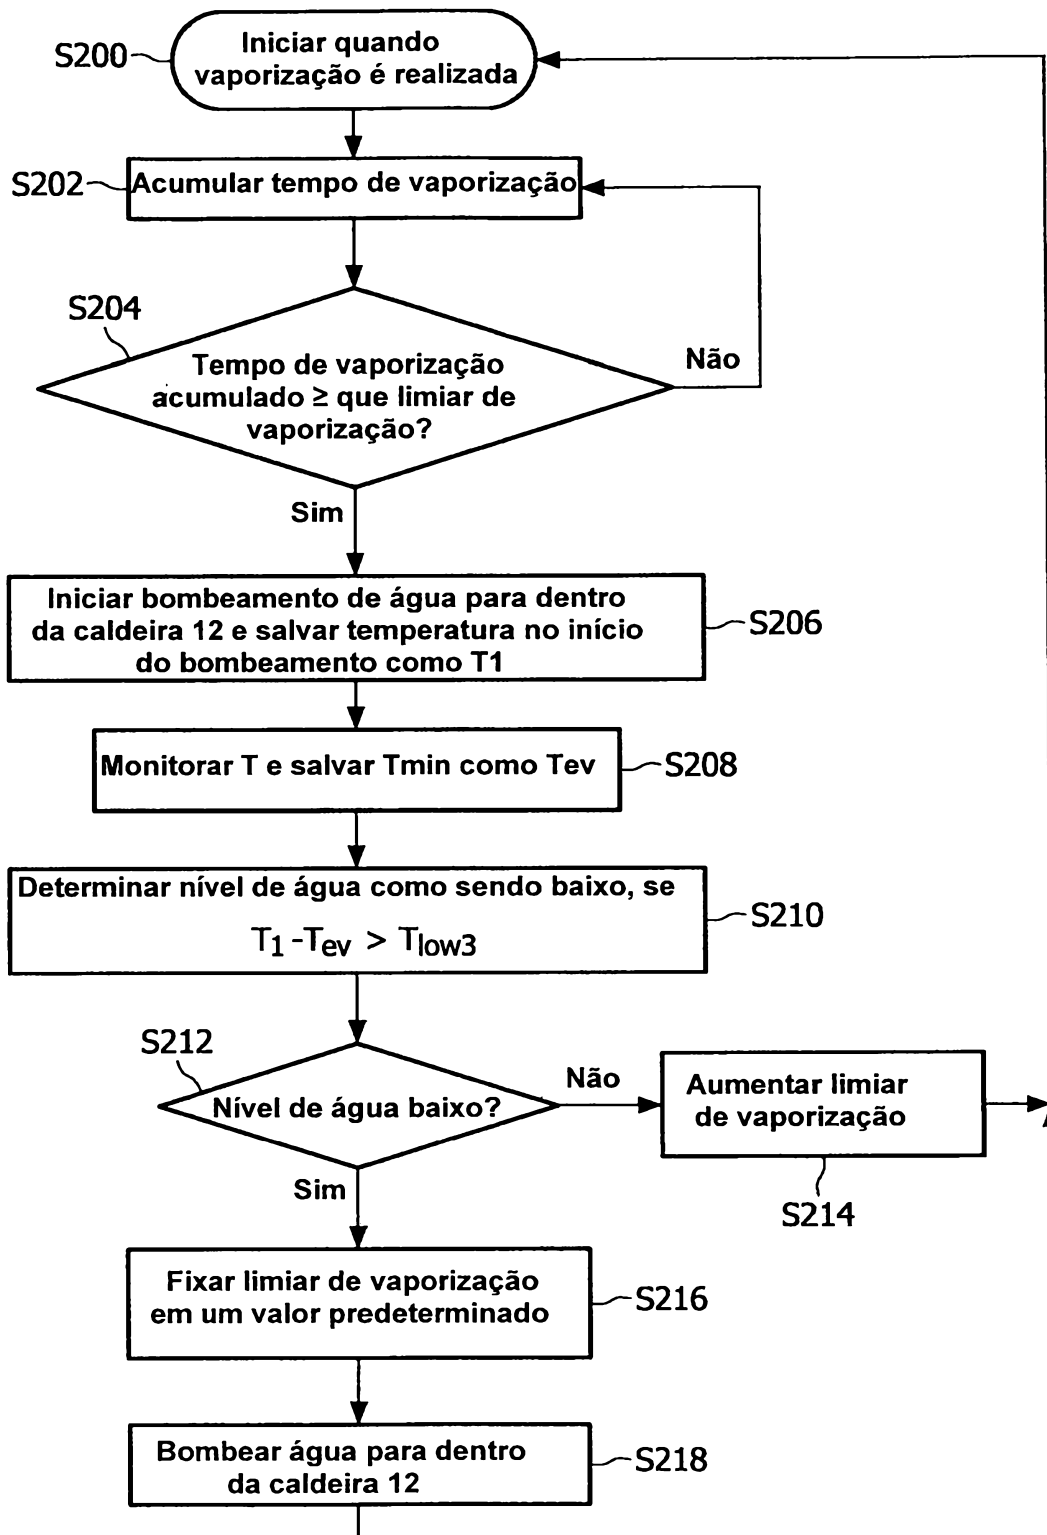 S200
Iniciar quando
vaporização é realizada
S202
Acumular tempo de vaporização
S204
Tempo de vaporização
acumulado ≥ que limiar de
vaporização?
Não
Sim
Iniciar bombeamento de água para dentro
da caldeira 12 e salvar temperatura no início
do bombeamento como T1
S206
Monitorar T e salvar Tmin como Tev
S208
Determinar nível de água como sendo baixo, se
T1 -Tev > Tlow3
S210
S212
Nível de água baixo?
Não
Aumentar limiar
de vaporização
S214
Sim
Fixar limiar de vaporização
em um valor predeterminado
S216
Bombear água para dentro
da caldeira 12
S218